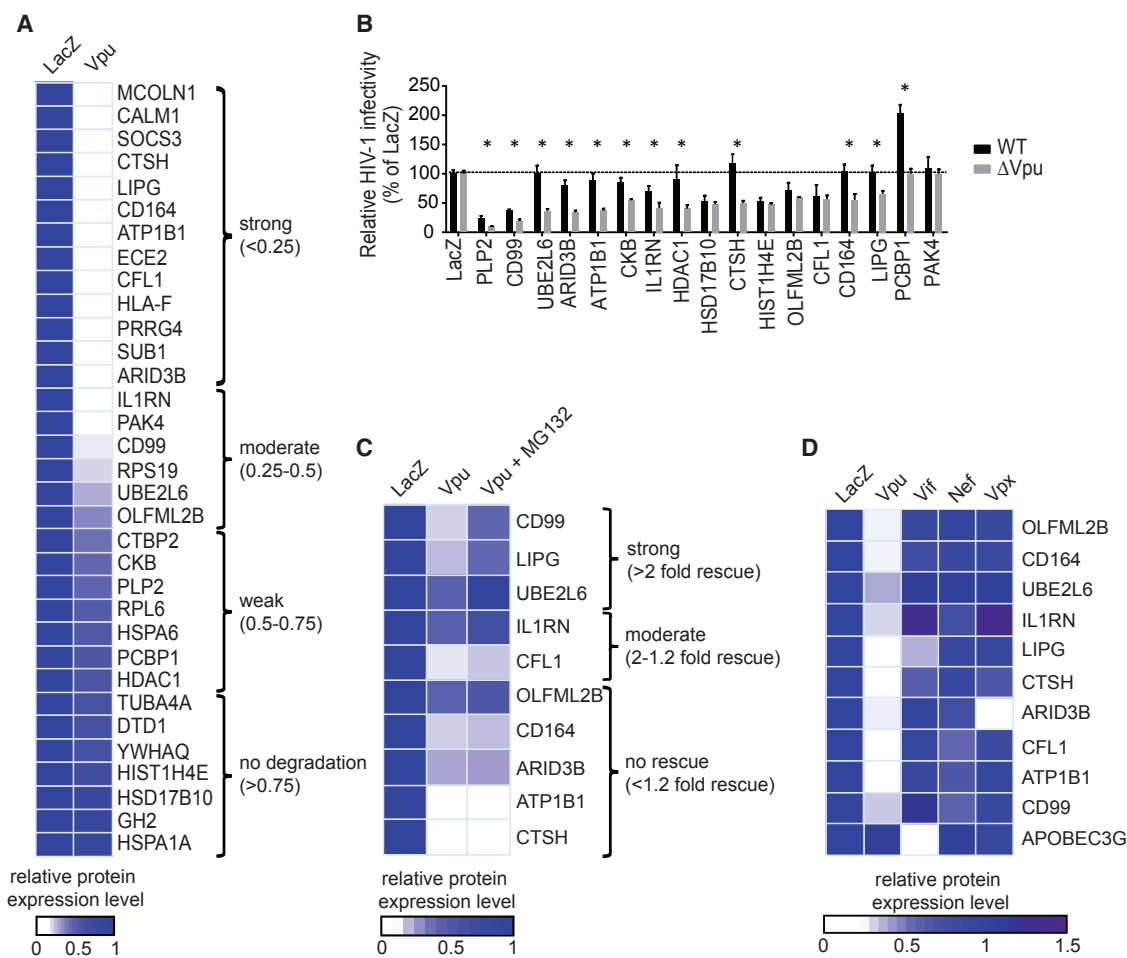 A
LacZ
Vpu
MCOLN1
CALM1
SOCS3
CTSH
LIPG
CD164
ATP1B1
ECE2
CFL1
HLA-F
PRRG4
SUB1
ARID3B
IL1RN
PAK4
CD99
RPS19
UBE2L6
OLFML2B
CTBP2
CKB
PLP2
RPL6
HSPA6
PCBP1
HDAC1
TUBA4A
DTD1
YWHAQ
HIST1H4E
HSD17B10
GH2
HSPA1A
strong
(<0.25)
moderate
(0.25-0.5)
weak
(0.5-0.75)
no degradation
(>0.75)
relative protein
expression level
0 0.5 1
B
Relative HIV-1 infectivity
(% of LacZ)
250
200
150
100
50
0
* * * * * * * * * * * *
WT
ΔVpu
LacZ
PLP2
CD99
UBE2L6
ARID3B
ATP1B1
CKB
IL1RN
HDAC1
HSD17B10
CTSH
HIST1H4E
OLFML2B
CFL1
CD164
LIPG
PCBP1
PAK4
C
LacZ
Vpu
Vpu + MG132
CD99
LIPG
UBE2L6
IL1RN
CFL1
OLFML2B
CD164
ARID3B
ATP1B1
CTSH
strong
(>2 fold rescue)
moderate
(2-1.2 fold rescue)
no rescue
(<1.2 fold rescue)
relative protein
expression level
0 0.5 1
D
LacZ
Vpu
Vif
Nef
Vpx
OLFML2B
CD164
UBE2L6
IL1RN
LIPG
CTSH
ARID3B
CFL1
ATP1B1
CD99
APOBEC3G
relative protein
expression level
0 0.5 1 1.5